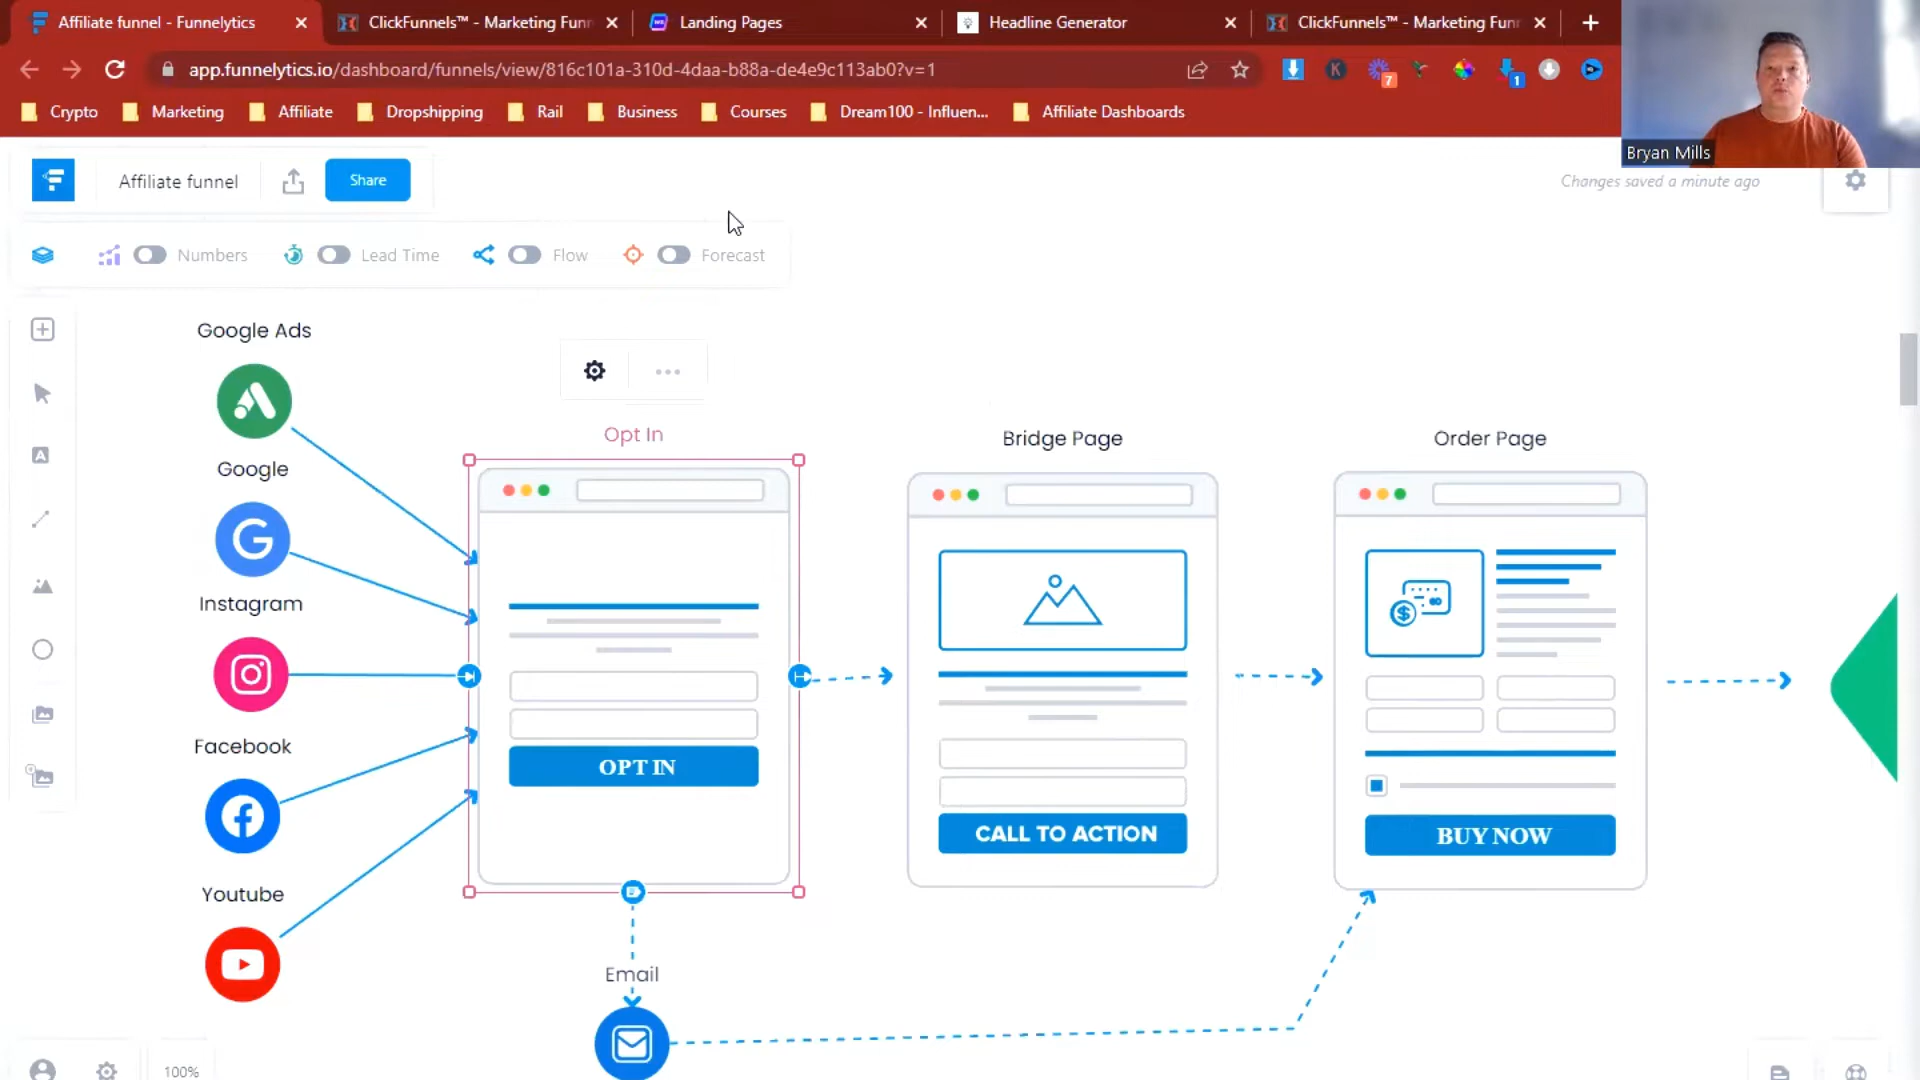 Affiliate funnel - Funnelytics
ClickFunnels™ - Marketing Funn
Landing Pages
Headline Generator
ClickFunnels™ - Marketing Funn
app.funnelytics.io/dashboard/funnels/view/816c101a-310d-4daa-b88a-de4e9c113ab0?v=1
K
7
1
Crypto
Marketing
Affiliate
Dropshipping
Rail
Business
Courses
Dream100 - Influen...
Affiliate Dashboards
Bryan Mills
Affiliate funnel
Share
Changes saved a minute ago
Numbers
Lead Time
Flow
Forecast
Google Ads
Google
Instagram
Facebook
Youtube
Opt In
OPT IN
Email
Bridge Page
CALL TO ACTION
Order Page
BUY NOW
100%